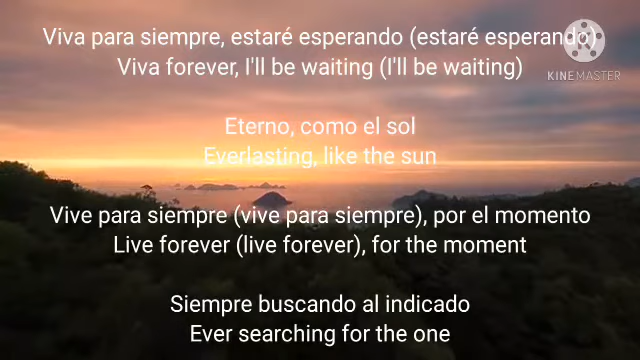 Viva para siempre, estaré esperando (estaré esperando)
Viva forever, I'll be waiting (I'll be waiting)
KINEMASTER
Eterno, como el sol
Everlasting, like the sun
Vive para siempre (vive para siempre), por el momento
Live forever (live forever), for the moment
Siempre buscando al indicado
Ever searching for the one